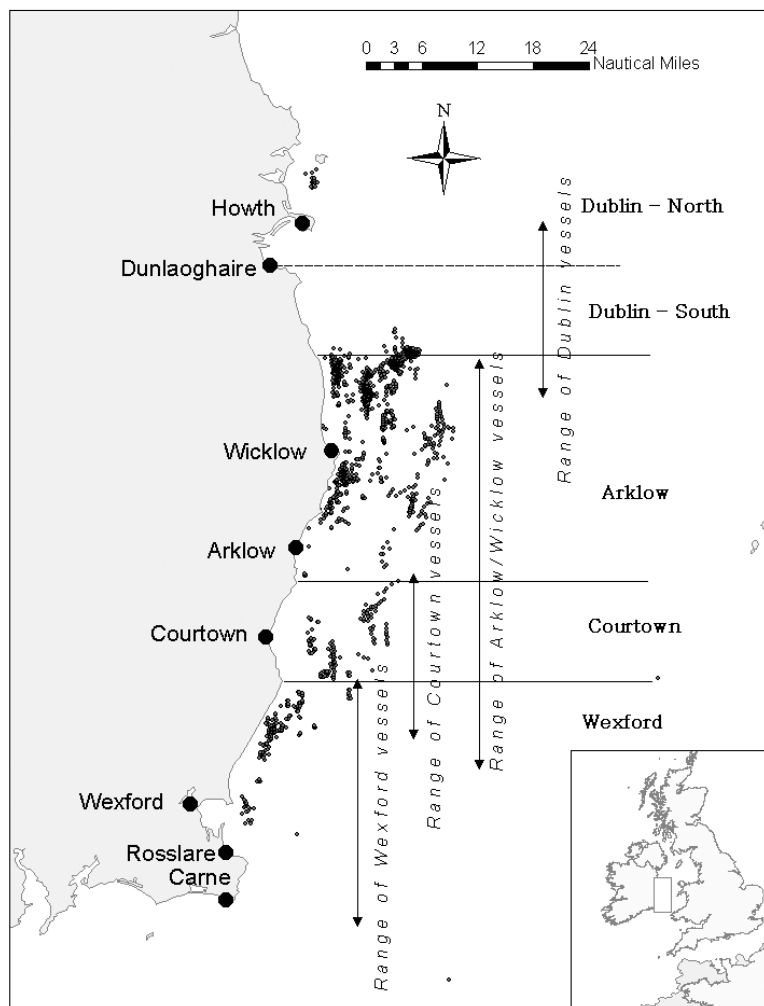 0 3 6 12 18 24
Nautical Miles
N
Howth
Dublin - North
Dunlaoghaire
Dublin - South
Range of Dublin vessels
Wicklow
Arklow
Arklow
Range of Arklow/Wicklow vessels
Courtown
Courtown
Range of Courtown vessels
Wexford
Range of Wexford vessels
Wexford
Rosslare
Carne